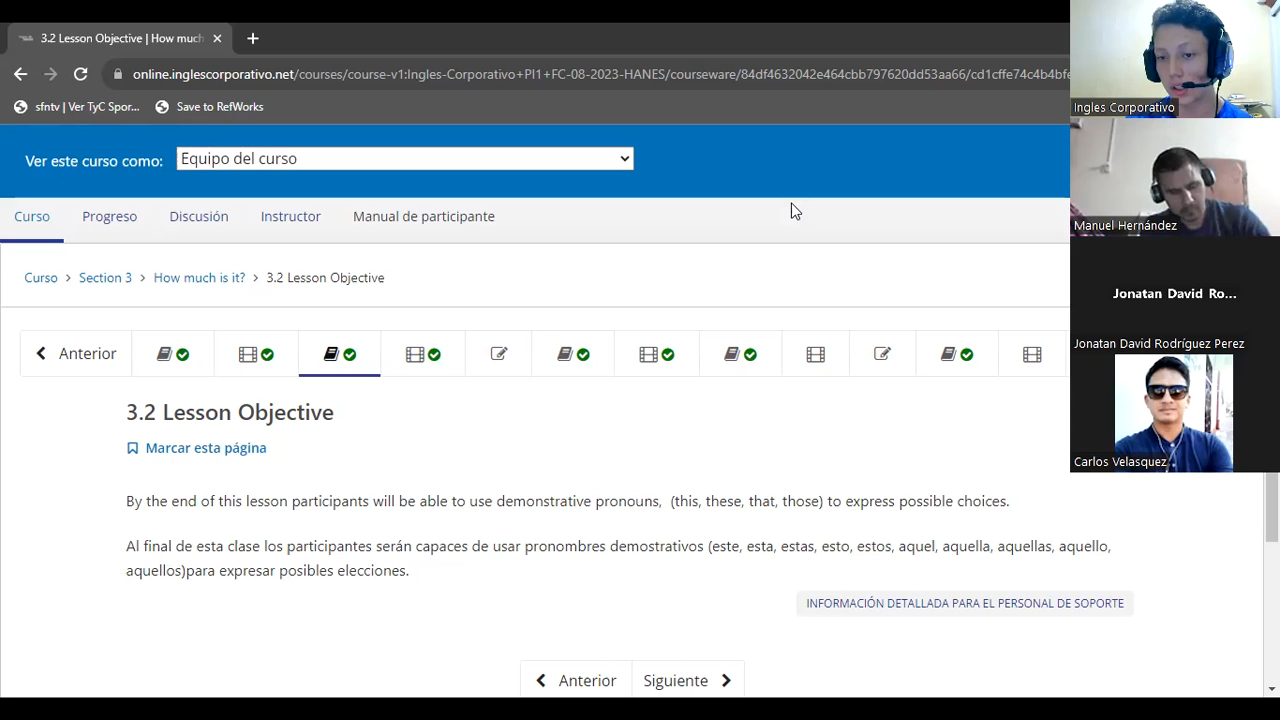 3.2 Lesson Objective | How much
online.inglescorporativo.net/courses/course-v1:Ingles-Corporativo+PI1+FC-08-2023-HANES/courseware/84df4632042e464cbb797620dd53aa66/cd1cffe74c4b4bfe
sfntv | Ver TyC Spor...
Save to RefWorks
Ver este curso como:
Equipo del curso
Curso
Progreso
Discusión
Instructor
Manual de participante
Curso > Section 3 > How much is it? > 3.2 Lesson Objective
Anterior
3.2 Lesson Objective
Marcar esta página
By the end of this lesson participants will be able to use demonstrative pronouns, (this, these, that, those) to express possible choices.
Al final de esta clase los participantes serán capaces de usar pronombres demostrativos (este, esta, estas, esto, estos, aquel, aquella, aquellas, aquello,
aquellos)para expresar posibles elecciones.
INFORMACIÓN DETALLADA PARA EL PERSONAL DE SOPORTE
Anterior
Siguiente
Ingles Corporativo
Manuel Hernández
Jonatan David Ro...
Jonatan David Rodríguez Perez
Carlos Velasquez